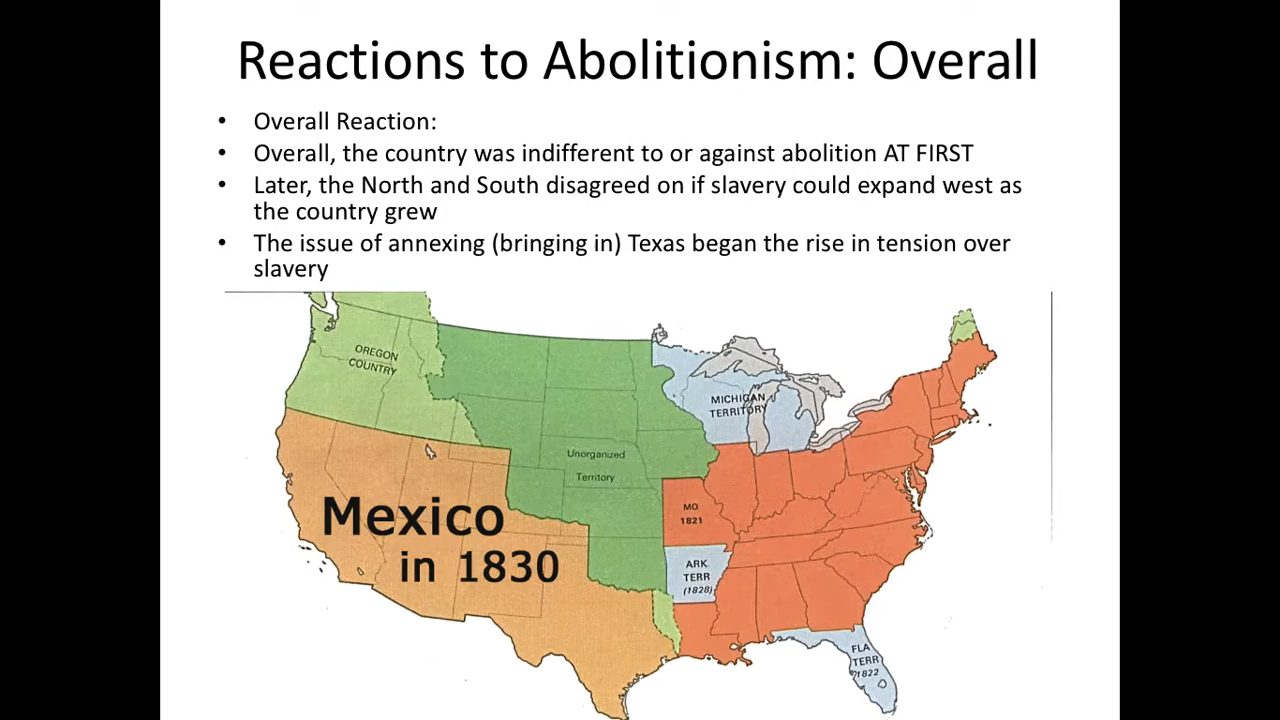 Reactions to Abolitionism: Overall
• Overall Reaction:
• Overall, the country was indifferent to or against abolition AT FIRST
• Later, the North and South disagreed on if slavery could expand west as
the country grew
• The issue of annexing (bringing in) Texas began the rise in tension over
slavery
OREGON
COUNTRY
MICHIGAN
TERRITORY
Unorganized
Territory
Mexico
in 1830
MO
1821
ARK
TERR
(1828)
FLA
TERR
1822